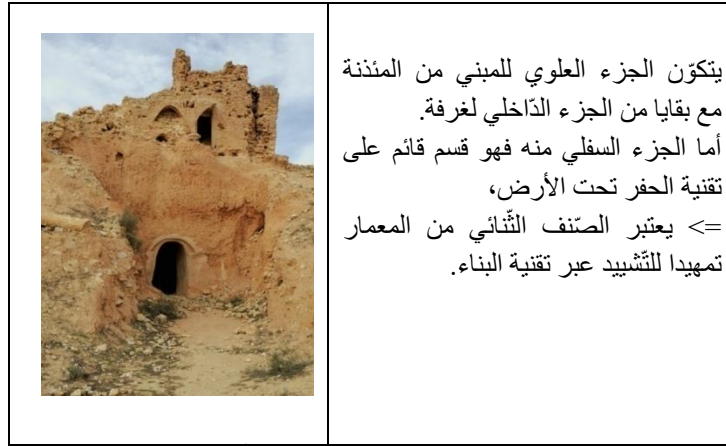 يتكوّن الجزء العلوي للمبني من المئذنة
مع بقايا من الجزء الدّاخلي لغرفة.
أما الجزء السفلي منه فهو قسم قائم على
تقنية الحفر تحت الأرض،
=> يعتبر الصّنف الثّنائي من المعمار
تمهيدا للتّشييد عبر تقنية البناء.